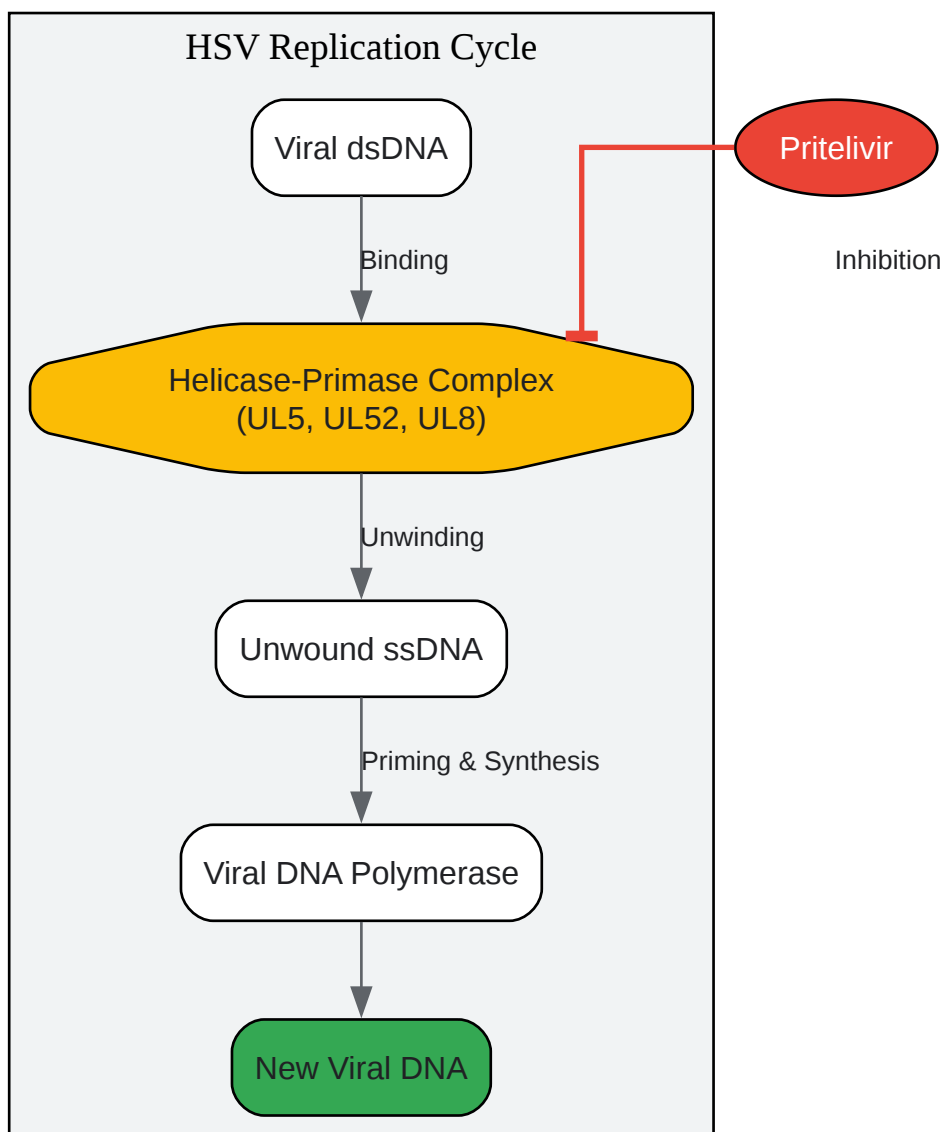 HSV Replication Cycle
Viral dsDNA
Pritelivir
Binding
Inhibition
Helicase-Primase Complex
(UL5, UL52, UL8)
Unwinding
Unwound ssDNA
Priming & Synthesis
Viral DNA Polymerase
New Viral DNA